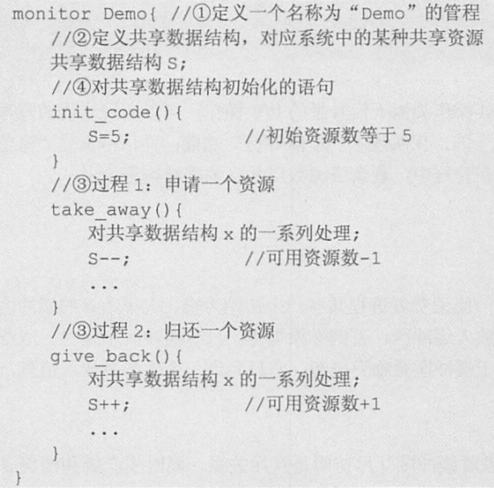 monitor Demo{ //①定义一个名称为“Demo”的管程
//②定义共享数据结构，对应系统中的某种共享资源
共享数据结构 S;
//④对共享数据结构初始化的语句
init_code(){
S=5; //初始资源数等于 5
}
//③过程 1：申请一个资源
take_away(){
对共享数据结构 x 的一系列处理;
S--; //可用资源数-1
...
}
//③过程 2：归还一个资源
give_back(){
对共享数据结构 x 的一系列处理;
S++; //可用资源数+1
...
}
}